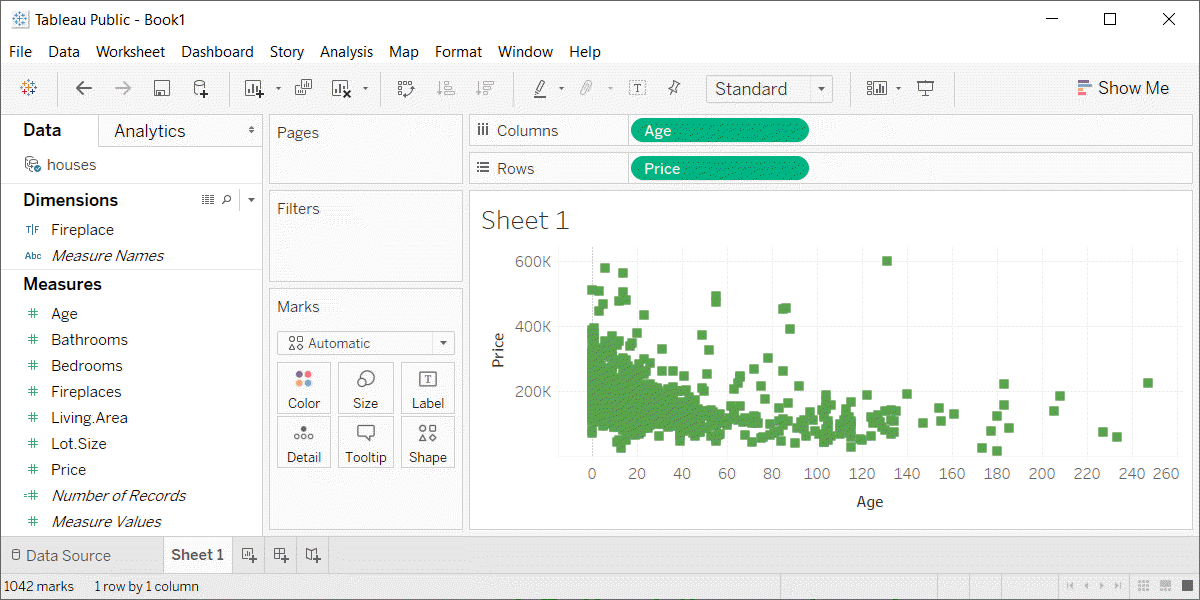 Tableau Public - Book1
File Data Worksheet Dashboard Story Analysis Map Format Window Help
Standard Show Me
Data Analytics
houses
Dimensions
T|F Fireplace
Abc Measure Names
Measures
# Age
# Bathrooms
# Bedrooms
# Fireplaces
# Living.Area
# Lot.Size
# Price
=# Number of Records
# Measure Values
Pages
Filters
Marks
Automatic
Color Size T Label
Detail Tooltip Shape
Columns Age
Rows Price
Sheet 1
600K
400K
200K
Price
0 20 40 60 80 100 120 140 160 180 200 220 240 260
Age
Data Source Sheet 1
1042 marks 1 row by 1 column